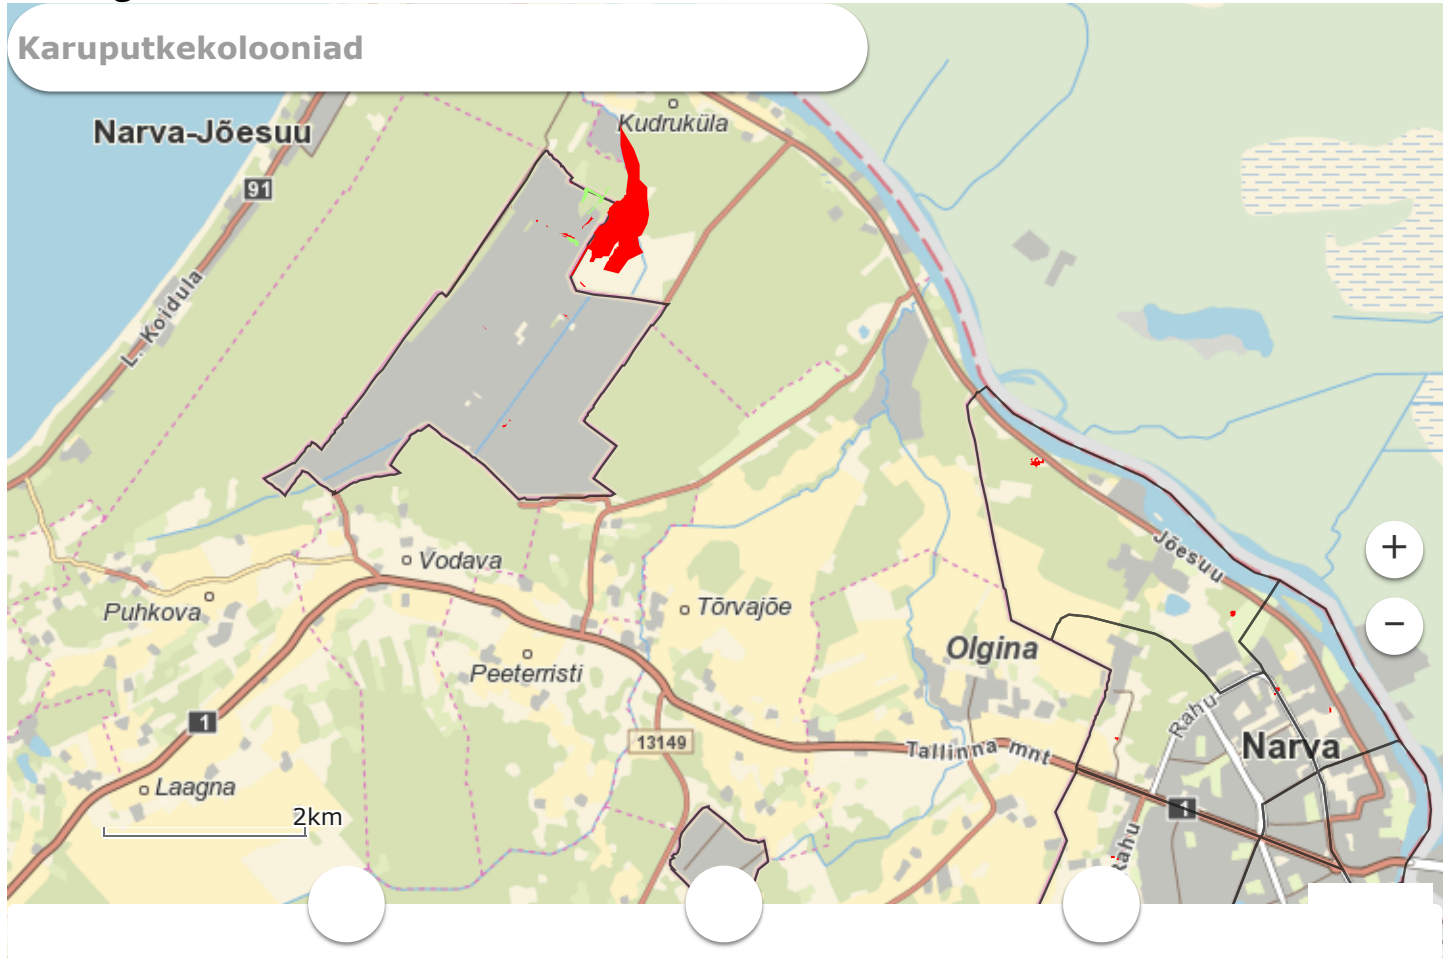 Karuputkekolooniad
Kudruküla
Narva-Jõesuu
91
L. Koidula
Jõesuu
Vodava
Puhkova
Tõrvajõe
Olgina
Peeterristi
Rahu
1
13149
Tallinna mnt
Narva
Laagna
1
2km
Rahu
+
−